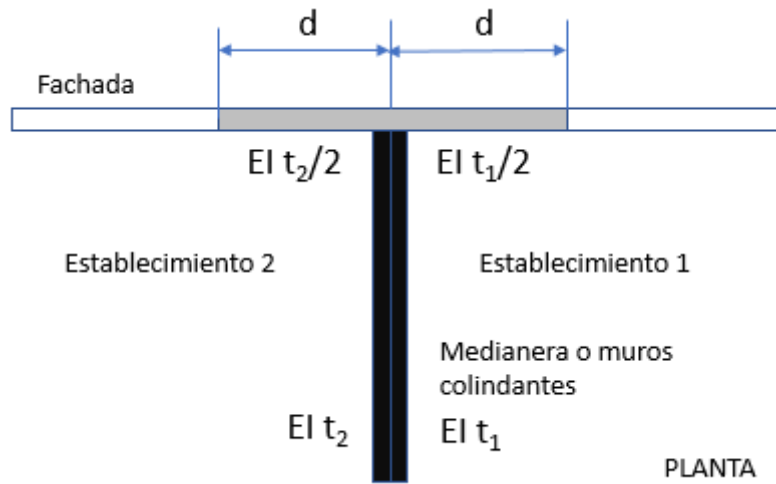 d d
Fachada
EI t₂/2 EI t₁/2
Establecimiento 2 Establecimiento 1
Medianera o muros
colindantes
EI t₂ EI t₁
PLANTA